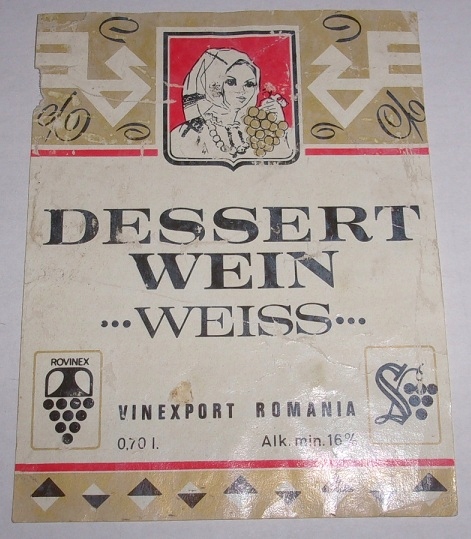 DESSERT
WEIN
...WEISS...
ROVINEX
VINEXPORT ROMANIA
0,70 l. Alk. min. 16%